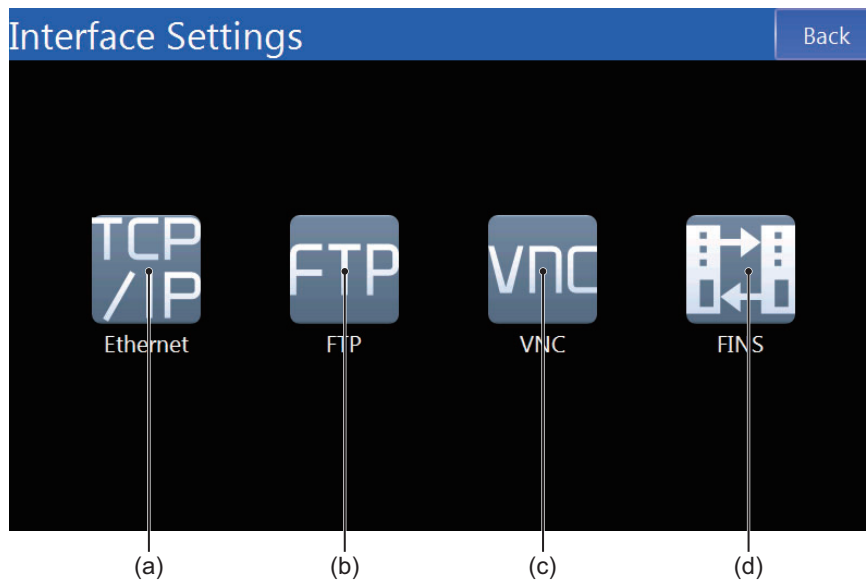 Interface Settings
Back
TCP
/IP
FTP
VNC
Ethernet
FTP
VNC
FINS
(a)
(b)
(c)
(d)